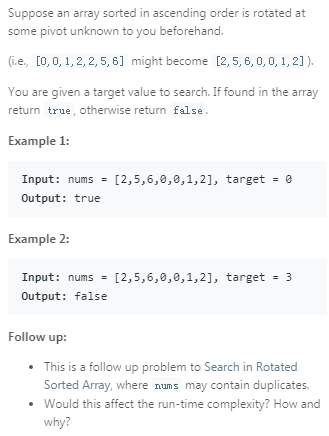 Suppose an array sorted in ascending order is rotated at
some pivot unknown to you beforehand.
(i.e., [0,0,1,2,2,5,6] might become [2,5,6,0,0,1,2] ).
You are given a target value to search. If found in the array
return true, otherwise return false.
Example 1:
Input: nums = [2,5,6,0,0,1,2], target = 0
Output: true
Example 2:
Input: nums = [2,5,6,0,0,1,2], target = 3
Output: false
Follow up:
• This is a follow up problem to Search in Rotated
Sorted Array, where nums may contain duplicates.
• Would this affect the run-time complexity? How and
why?